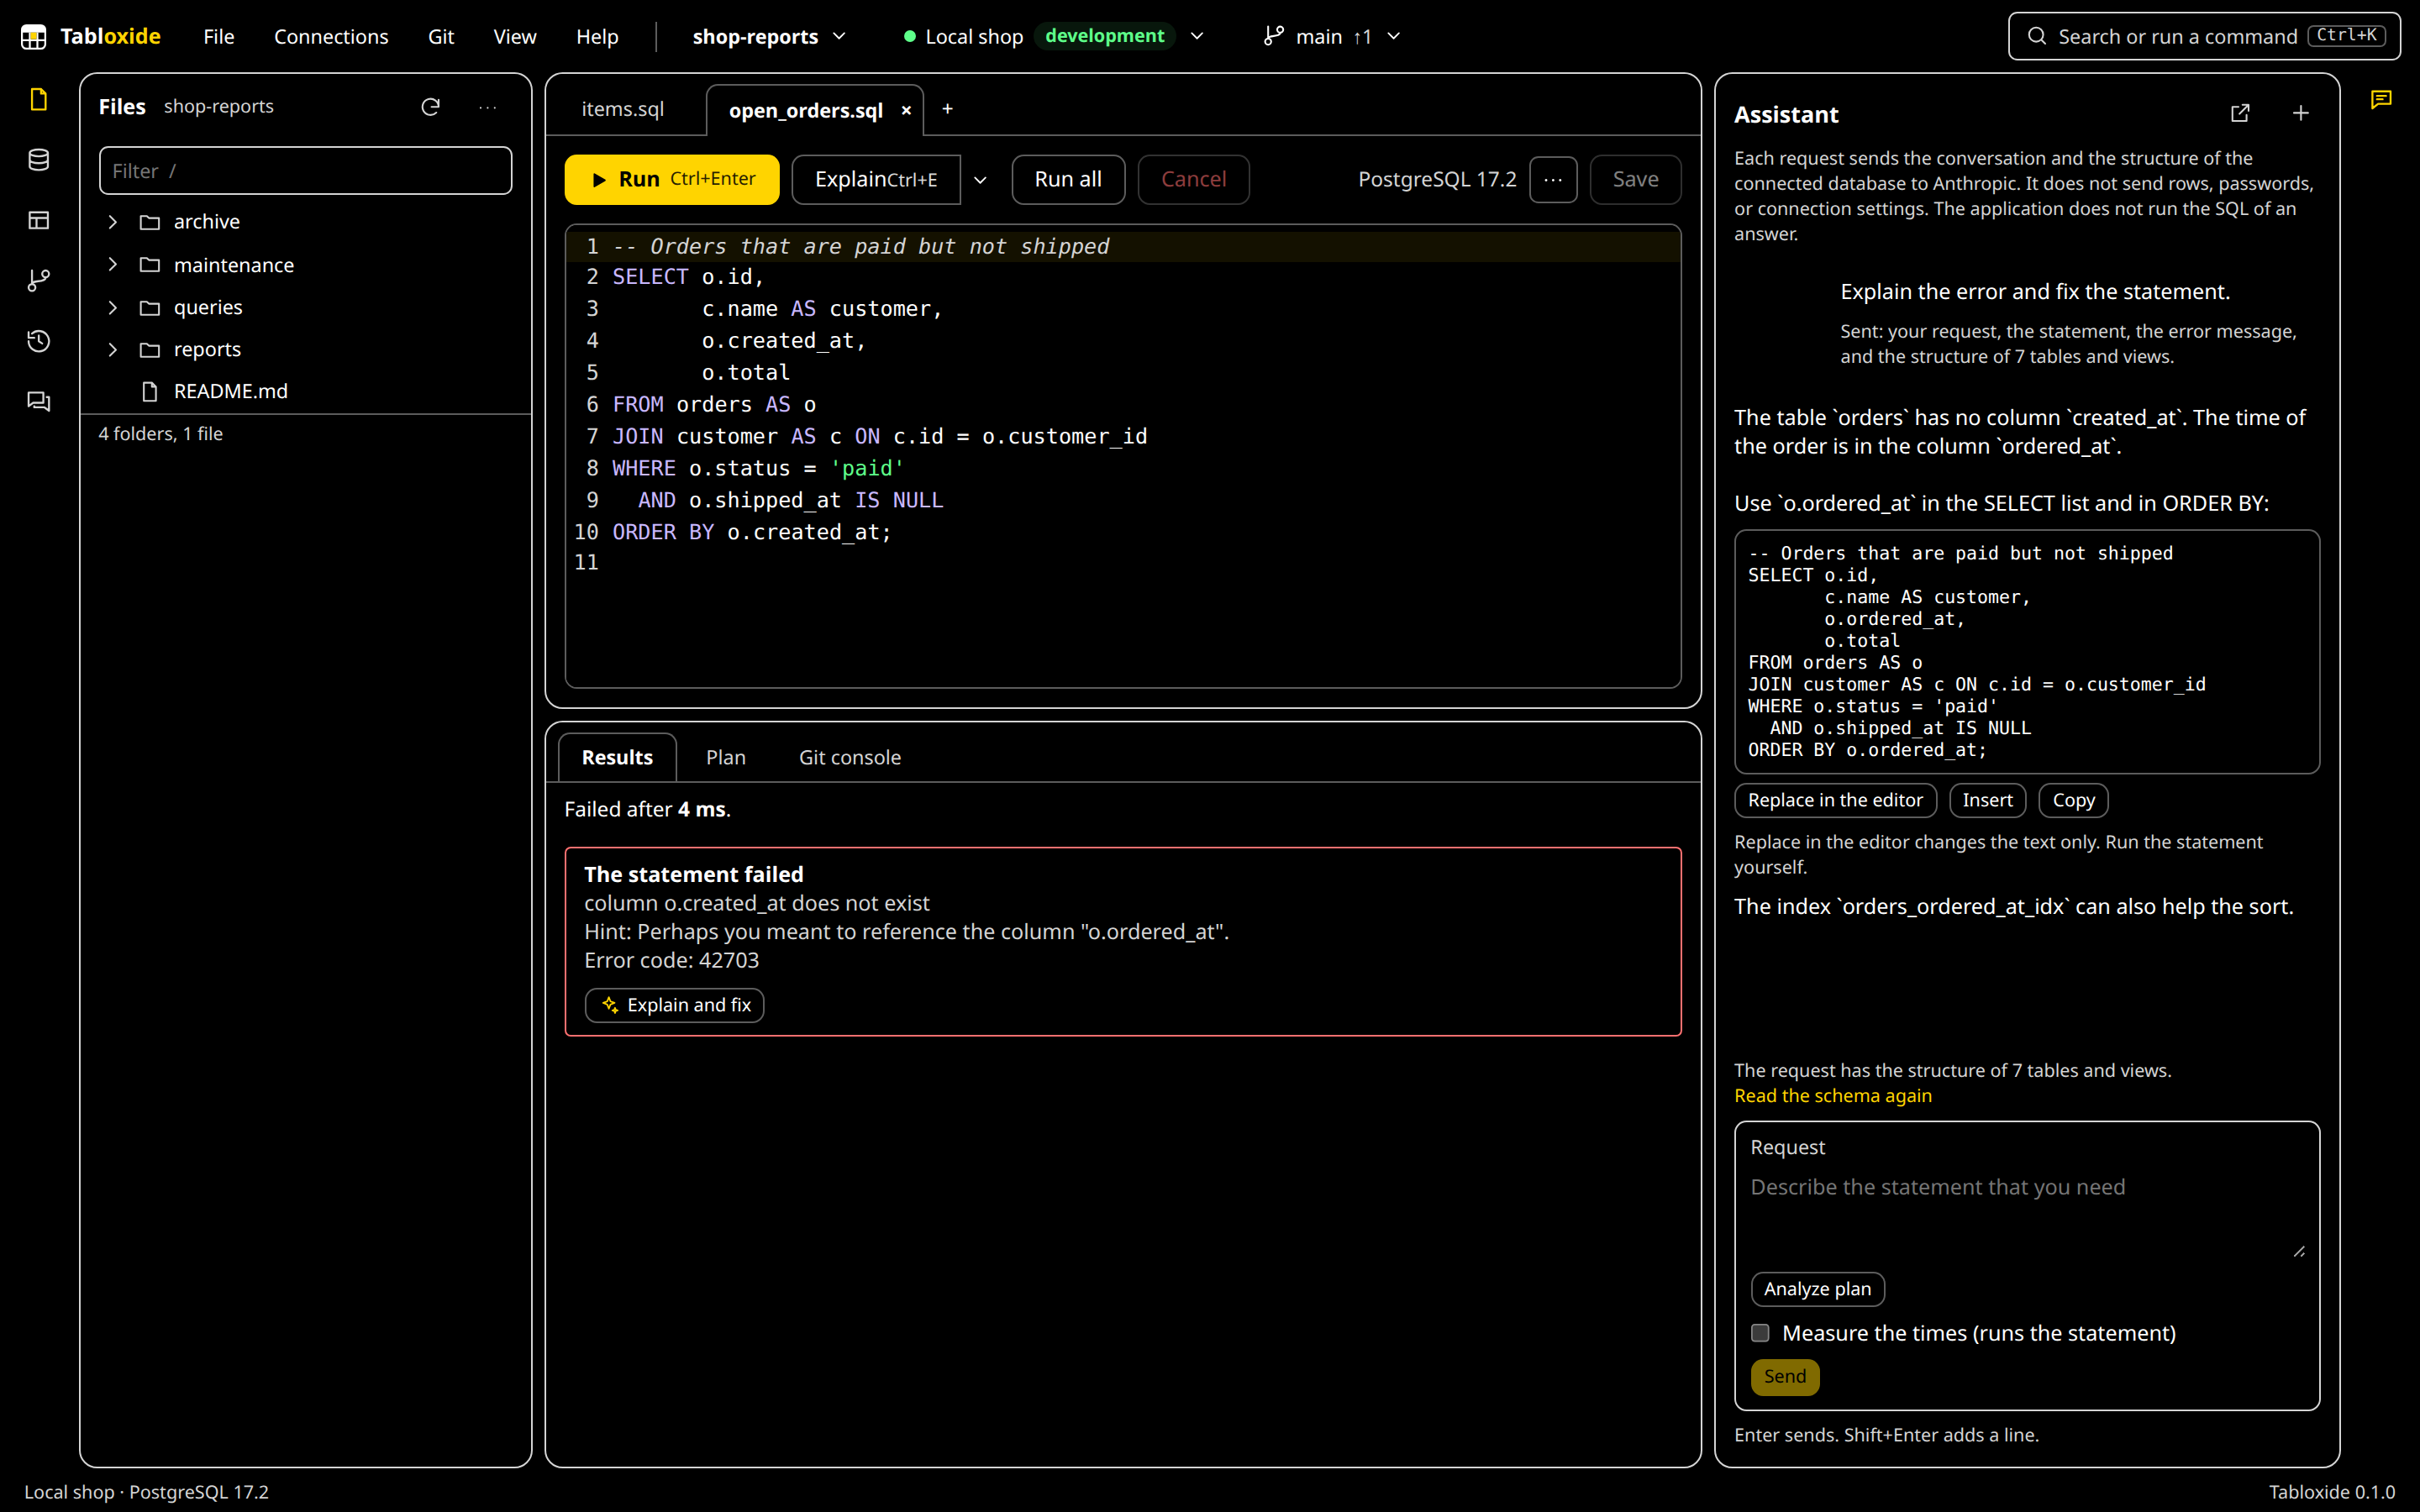 Tabloxide File Connections Git View Help shop-reports Local shop development main ↑1 Search or run a command Ctrl+K
Files shop-reports ···
Filter /
archive
maintenance
queries
reports
README.md
4 folders, 1 file
items.sql open_orders.sql × +
Run Ctrl+Enter Explain Ctrl+E Run all Cancel PostgreSQL 17.2 ··· Save
1 -- Orders that are paid but not shipped
2 SELECT o.id,
3        c.name AS customer,
4        o.created_at,
5        o.total
6 FROM orders AS o
7 JOIN customer AS c ON c.id = o.customer_id
8 WHERE o.status = 'paid'
9   AND o.shipped_at IS NULL
10 ORDER BY o.created_at;
11
Results Plan Git console
Failed after 4 ms.
The statement failed
column o.created_at does not exist
Hint: Perhaps you meant to reference the column "o.ordered_at".
Error code: 42703
Explain and fix
Assistant
Each request sends the conversation and the structure of the
connected database to Anthropic. It does not send rows, passwords,
or connection settings. The application does not run the SQL of an
answer.
Explain the error and fix the statement.
Sent: your request, the statement, the error message,
and the structure of 7 tables and views.
The table `orders` has no column `created_at`. The time of
the order is in the column `ordered_at`.
Use `o.ordered_at` in the SELECT list and in ORDER BY:
-- Orders that are paid but not shipped
SELECT o.id,
       c.name AS customer,
       o.ordered_at,
       o.total
FROM orders AS o
JOIN customer AS c ON c.id = o.customer_id
WHERE o.status = 'paid'
  AND o.shipped_at IS NULL
ORDER BY o.ordered_at;
Replace in the editor Insert Copy
Replace in the editor changes the text only. Run the statement
yourself.
The index `orders_ordered_at_idx` can also help the sort.
The request has the structure of 7 tables and views.
Read the schema again
Request
Describe the statement that you need
Analyze plan
Measure the times (runs the statement)
Send
Enter sends. Shift+Enter adds a line.
Local shop · PostgreSQL 17.2 Tabloxide 0.1.0